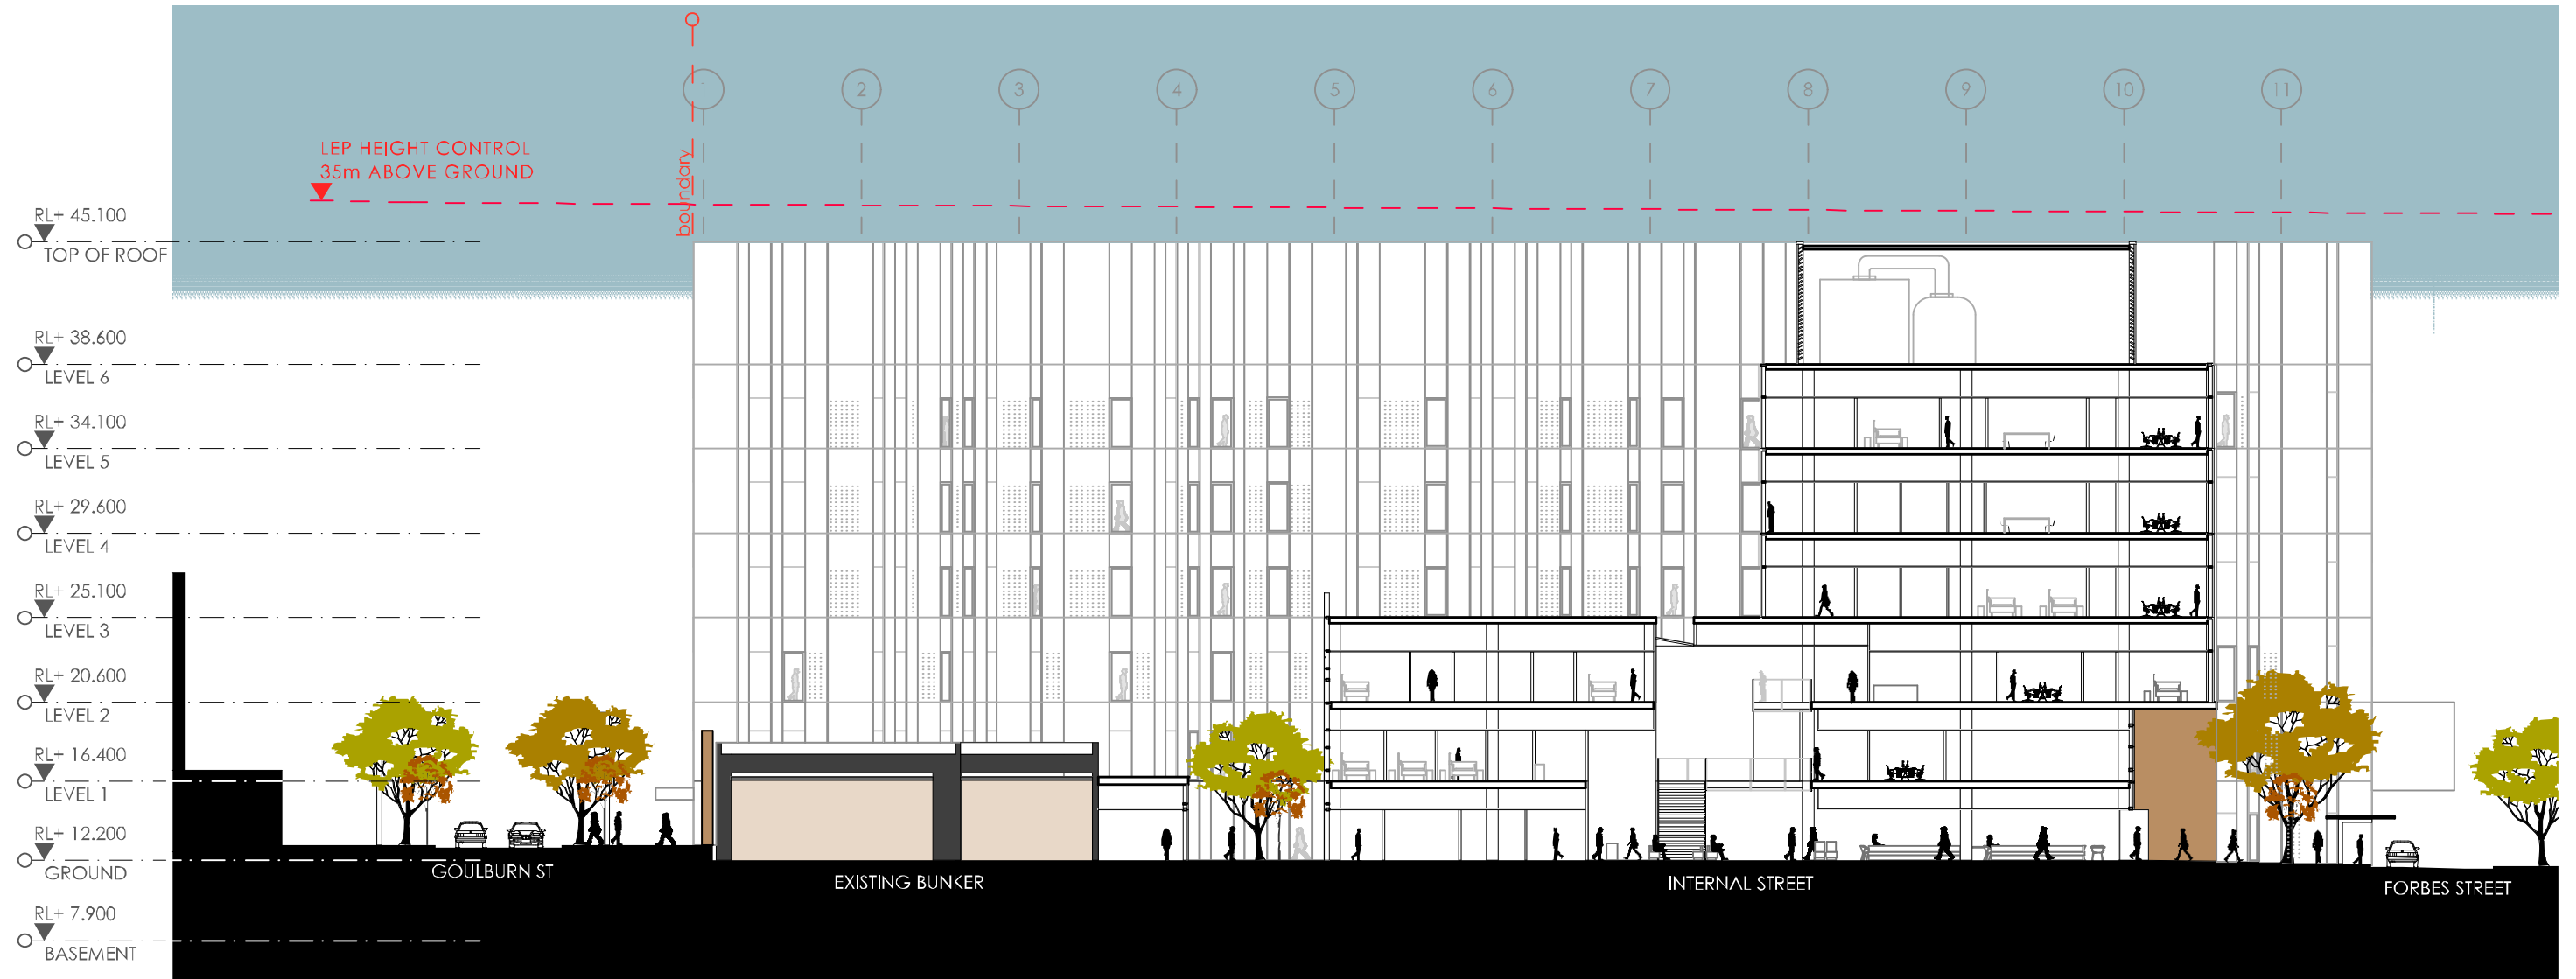 1 2 3 4 5 6 7 8 9 10 11
LEP HEIGHT CONTROL
35m ABOVE GROUND
boundary
RL+ 45.100
TOP OF ROOF
RL+ 38.600
LEVEL 6
RL+ 34.100
LEVEL 5
RL+ 29.600
LEVEL 4
RL+ 25.100
LEVEL 3
RL+ 20.600
LEVEL 2
RL+ 16.400
LEVEL 1
RL+ 12.200
GROUND
RL+ 7.900
BASEMENT
GOULBURN ST
EXISTING BUNKER
INTERNAL STREET
FORBES STREET